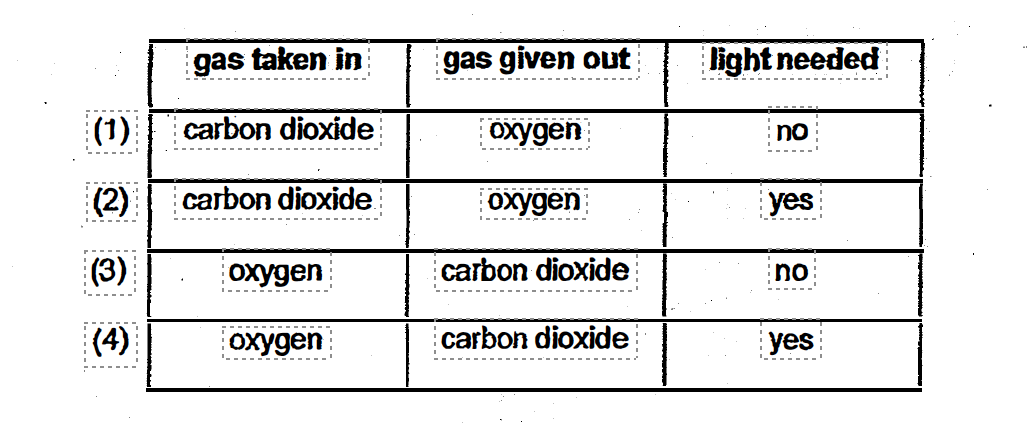 gas taken in gas given out light needed
(1) carbon dioxide oxygen no
(2) carbon dioxide oxygen yes
(3) oxygen carbon dioxide no
(4) oxygen carbon dioxide yes